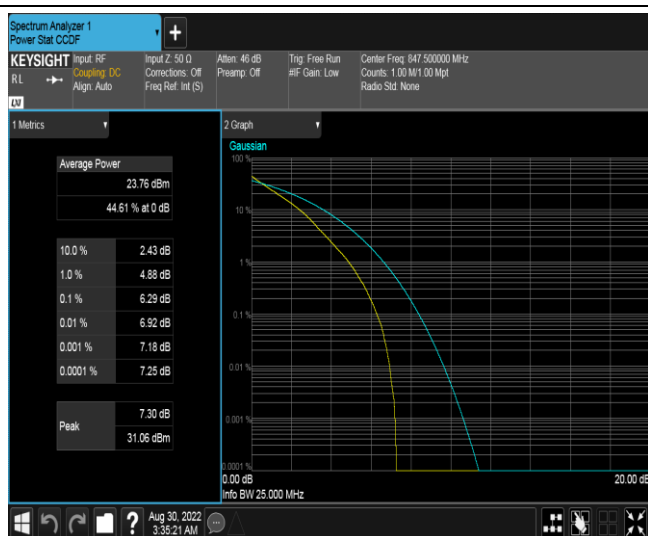 Spectrum Analyzer 1
Power Stat CCDF
+
KEYSIGHT
RL
LXI
Input: RF
Coupling: DC
Align: Auto
Input Z: 50 Ω
Corrections: Off
Freq Ref: Int (S)
Atten: 46 dB
Preamp: Off
Trig: Free Run
#IF Gain: Low
Center Freq: 847.500000 MHz
Counts: 1.00 M/1.00 Mpt
Radio Std: None
1 Metrics
Average Power
23.76 dBm
44.61 % at 0 dB
10.0 % 2.43 dB
1.0 % 4.88 dB
0.1 % 6.29 dB
0.01 % 6.92 dB
0.001 % 7.18 dB
0.0001 % 7.25 dB
Peak 7.30 dB
31.06 dBm
2 Graph
Gaussian
100 %
10 %
1 %
0.1 %
0.01 %
0.001 %
0.0001 %
0.00 dB 20.00 dB
Info BW 25.000 MHz
?
Aug 30, 2022
3:35:21 AM